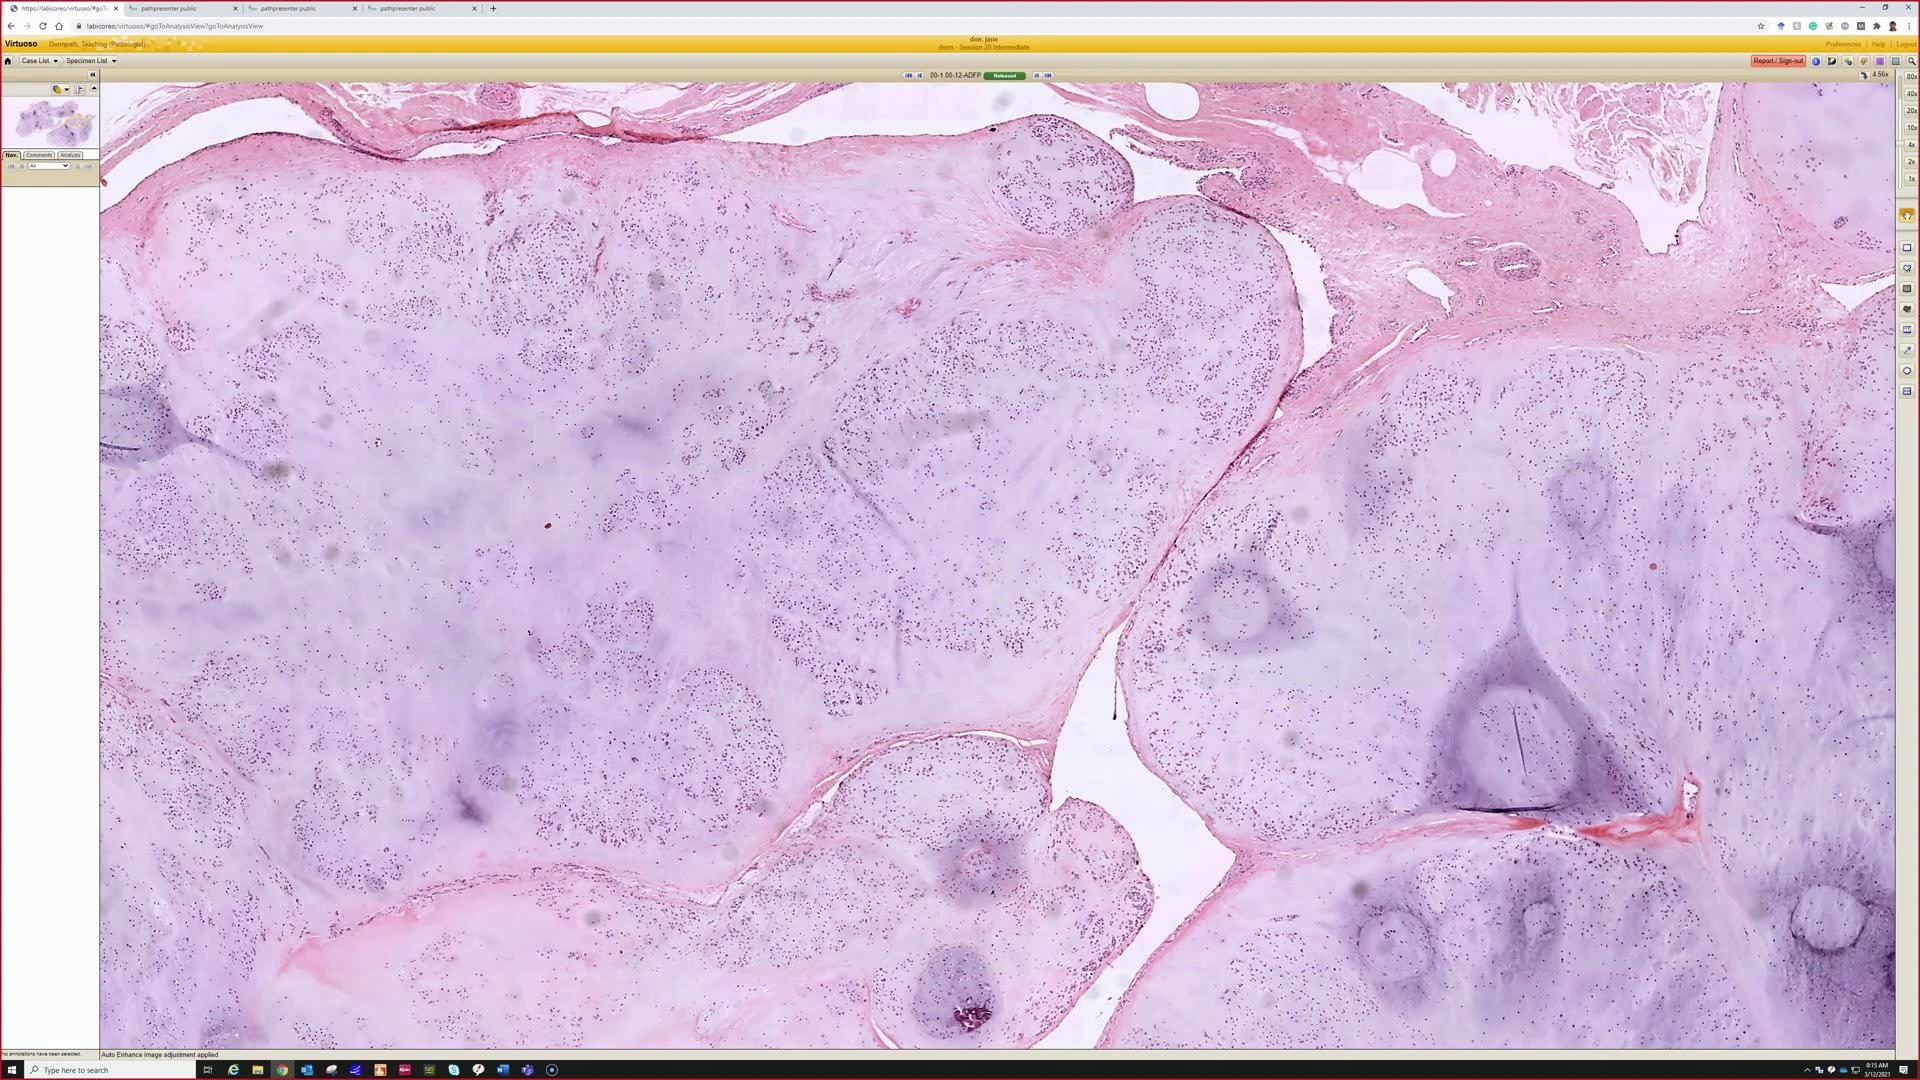 https://labicoreo/virtuoso/#goTo
pathpresenter public
pathpresenter public
pathpresenter public
labicoreo/virtuoso/#goToAnalysisView?goToAnalysisView
Virtuoso
Dermpath, Teaching (Pathologist)
doe, jane
derm - Session 28 Intermediate
Preferences
Help
Logout
Case List
Specimen List
Report / Sign-out
00-1 00-12-ADFP
Released
4.56x
80x
40x
20x
10x
4x
2x
1x
Nav.
Comments
Analysis
All
No annotations have been selected.
Auto Enhance image adjustment applied
Type here to search
8:15 AM
3/12/2021